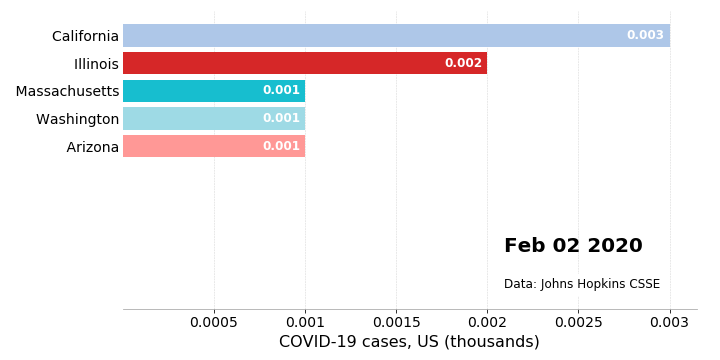 California 0.003
Illinois 0.002
Massachusetts 0.001
Washington 0.001
Arizona 0.001
Feb 02 2020
Data: Johns Hopkins CSSE
0.0005 0.001 0.0015 0.002 0.0025 0.003
COVID-19 cases, US (thousands)